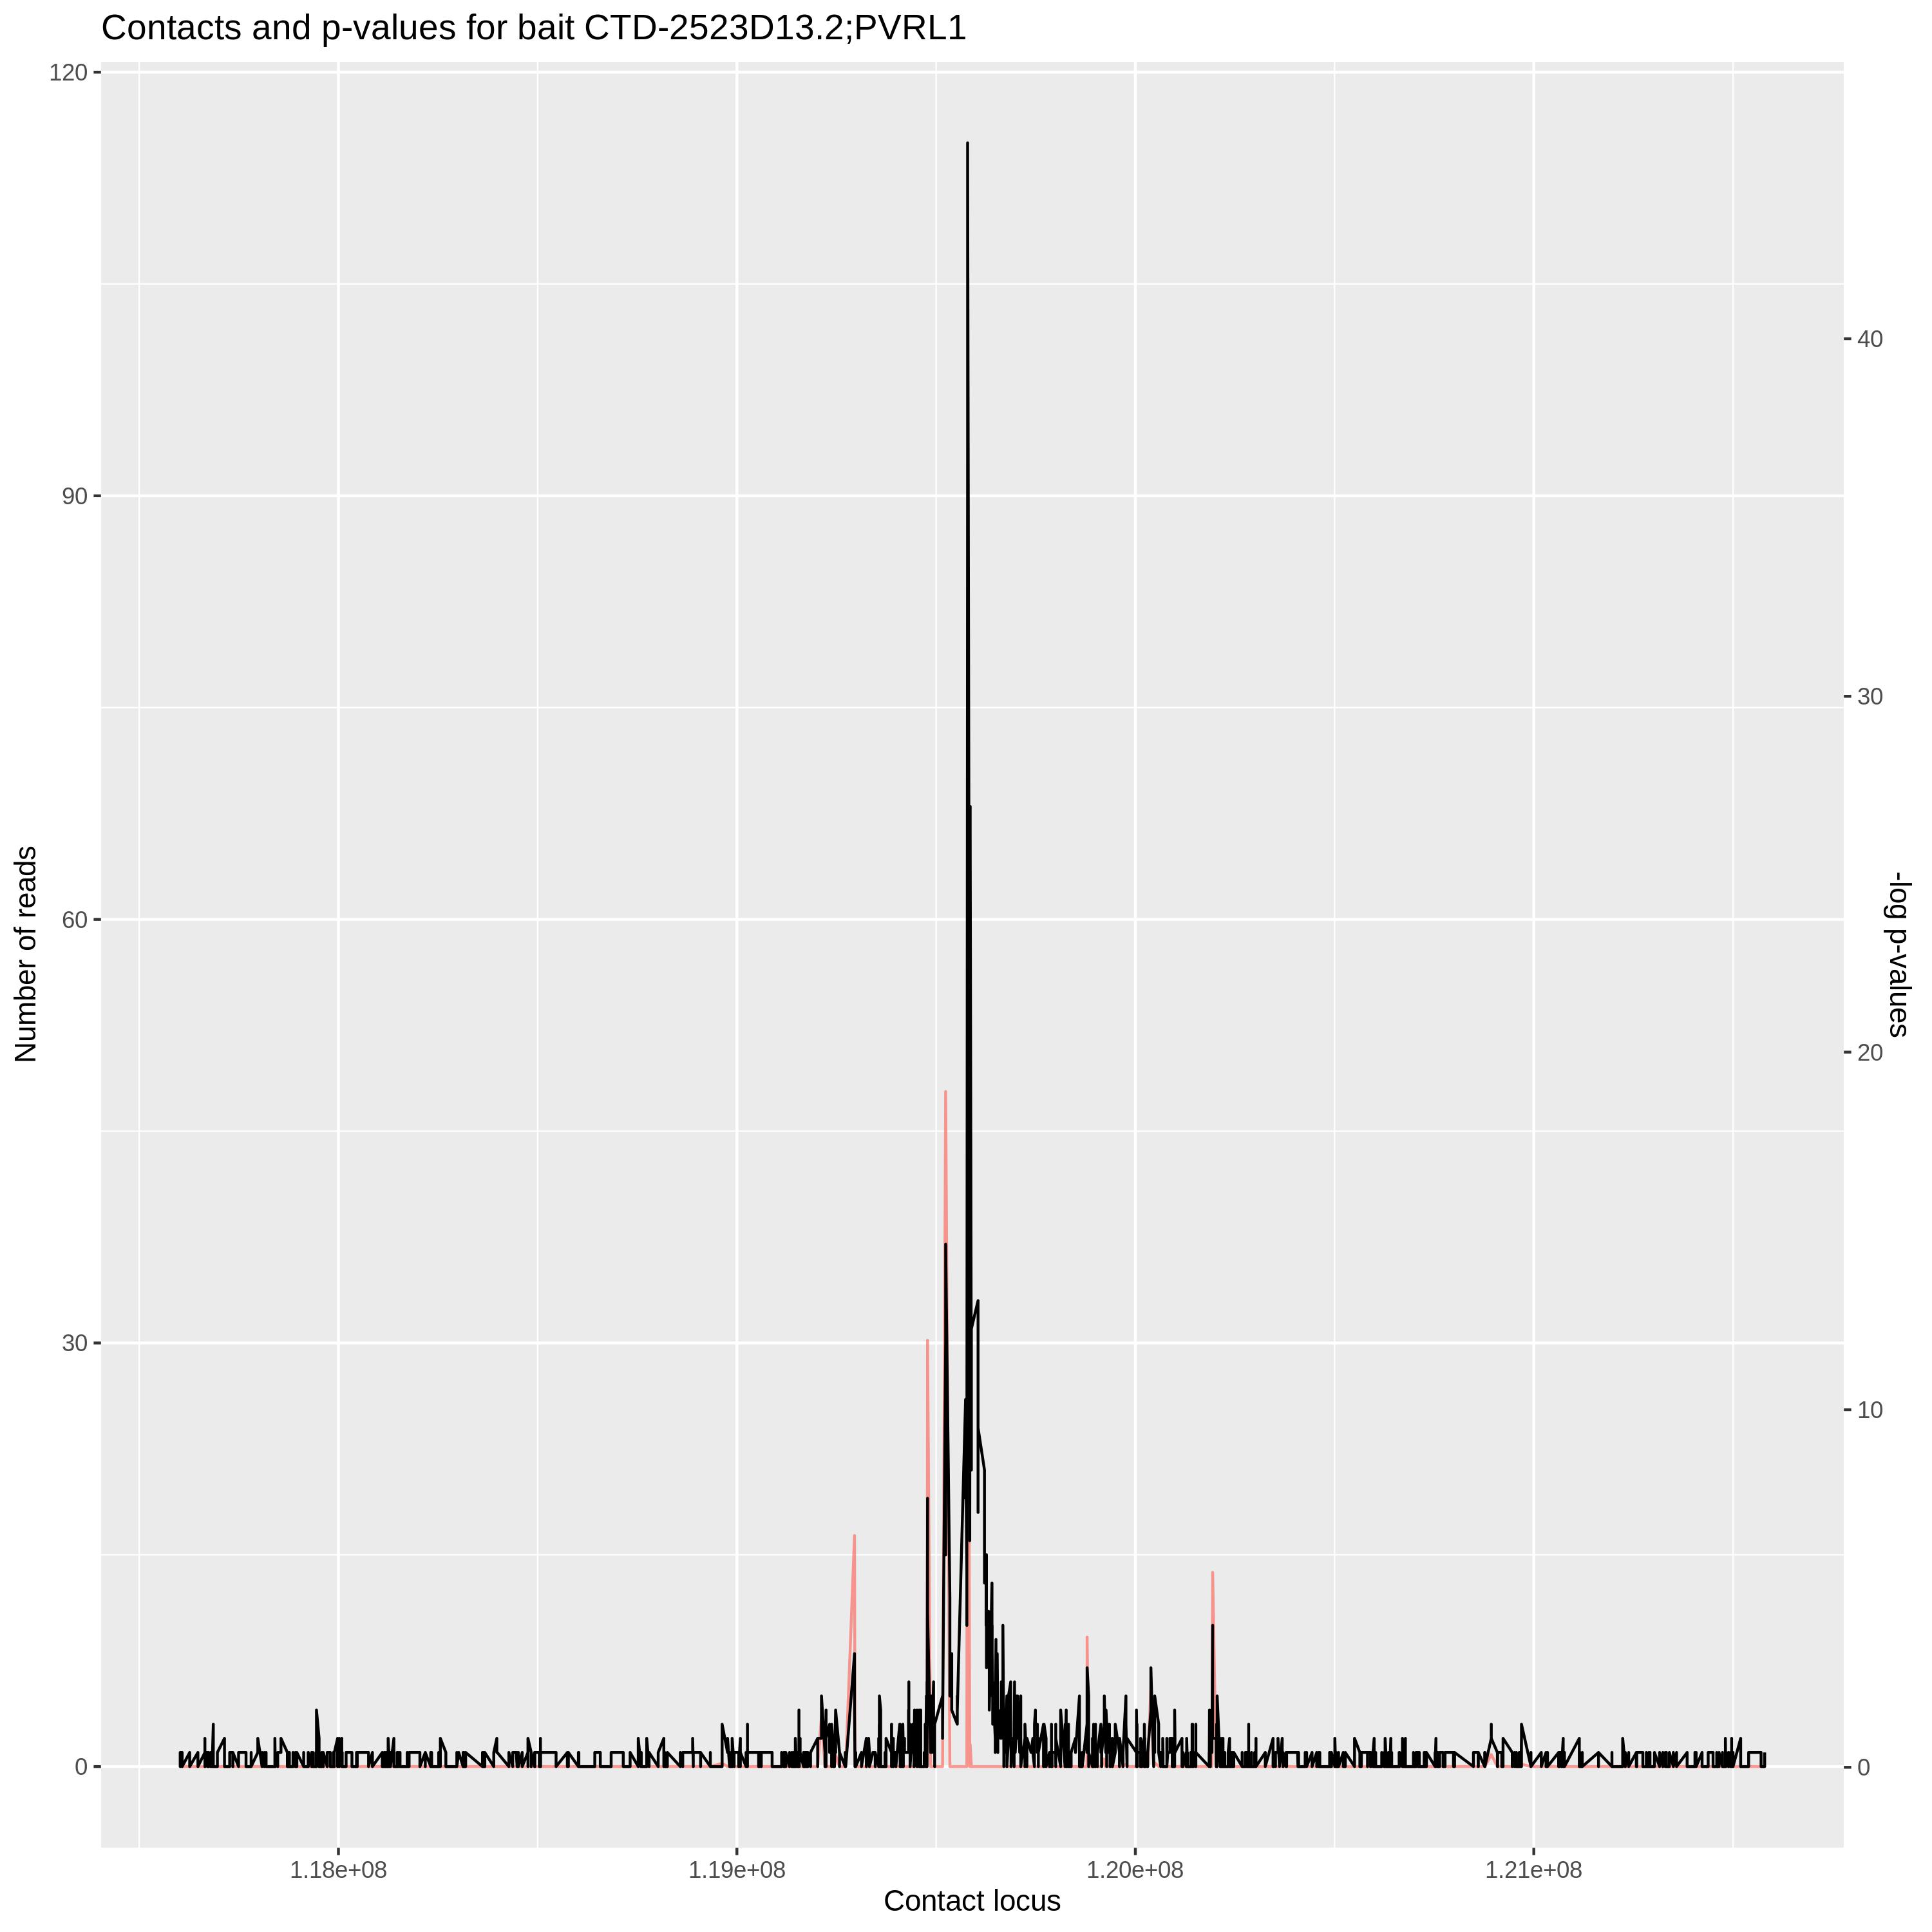 Contacts and p-values for bait CTD-2523D13.2;PVRL1
120
90
60
30
0
Number of reads
40
30
20
10
0
-log p-values
1.18e+08
1.19e+08
1.20e+08
1.21e+08
Contact locus